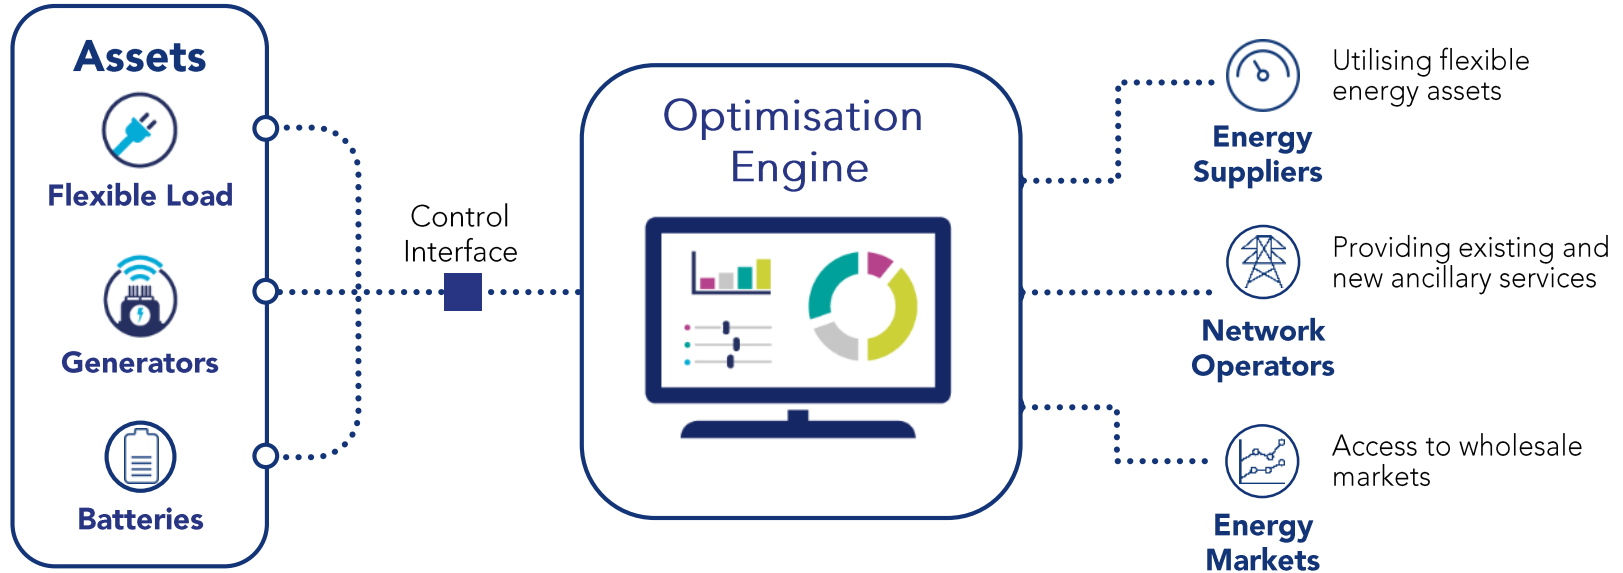 Assets
Flexible Load
Generators
Batteries
Control
Interface
Optimisation
Engine
Energy
Suppliers
Utilising flexible
energy assets
Network
Operators
Providing existing and
new ancillary services
Energy
Markets
Access to wholesale
markets